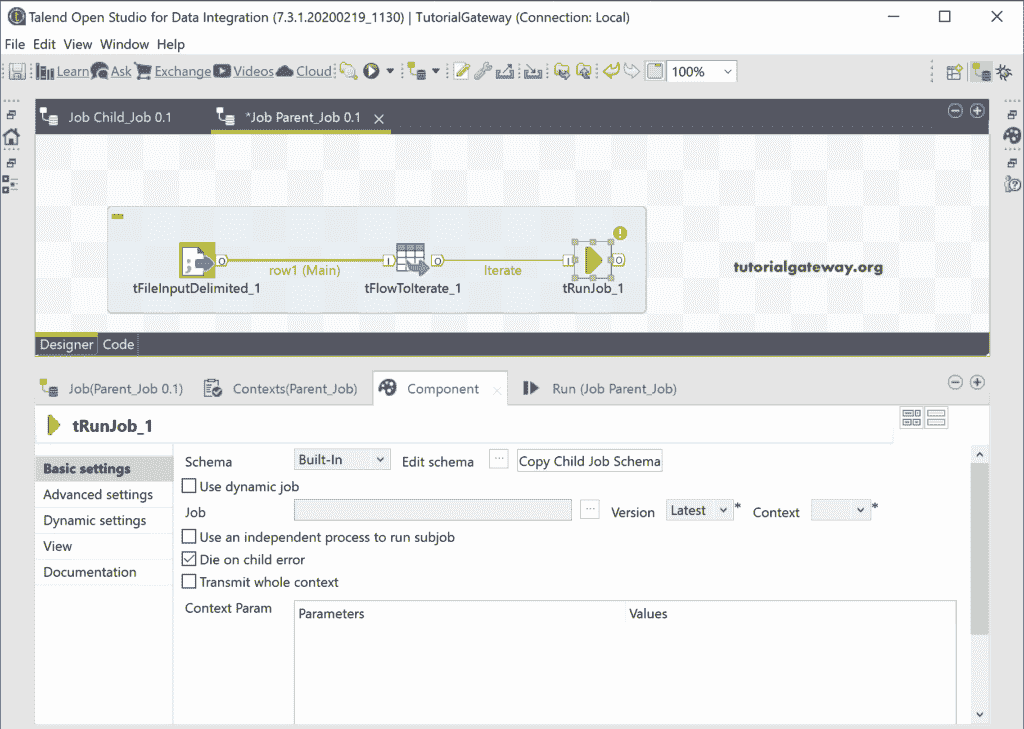 Talend Open Studio for Data Integration (7.3.1.20200219_1130) | TutorialGateway (Connection: Local)
File Edit View Window Help
Learn Ask Exchange Videos Cloud 100%
Job Child_Job 0.1 *Job Parent_Job 0.1
row1 (Main) Iterate
tFileInputDelimited_1 tFlowToIterate_1 tRunJob_1
tutorialgateway.org
Designer Code
Job(Parent_Job 0.1) Contexts(Parent_Job) Component Run (Job Parent_Job)
tRunJob_1
Basic settings
Advanced settings
Dynamic settings
View
Documentation
Schema Built-In Edit schema ... Copy Child Job Schema
Use dynamic job
Job ... Version Latest * Context *
Use an independent process to run subjob
Die on child error
Transmit whole context
Context Param Parameters Values